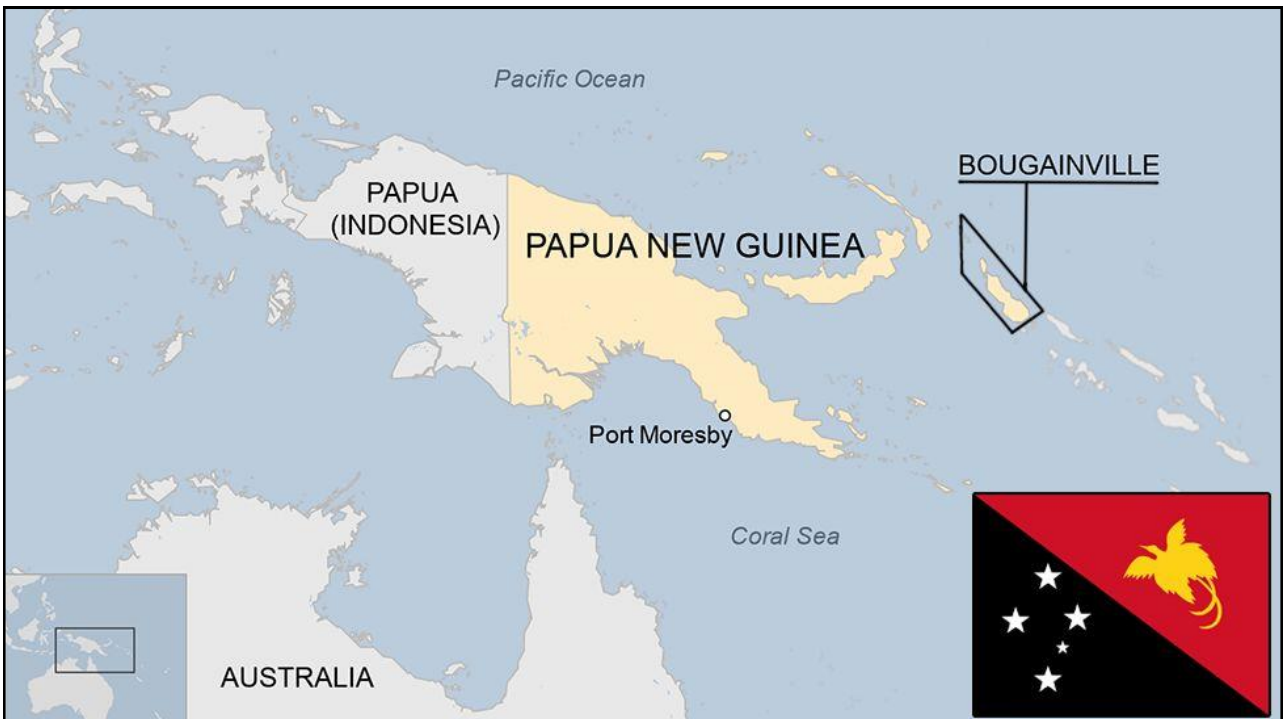 Pacific Ocean
BOUGAINVILLE
PAPUA
(INDONESIA)
PAPUA NEW GUINEA
Port Moresby
Coral Sea
AUSTRALIA